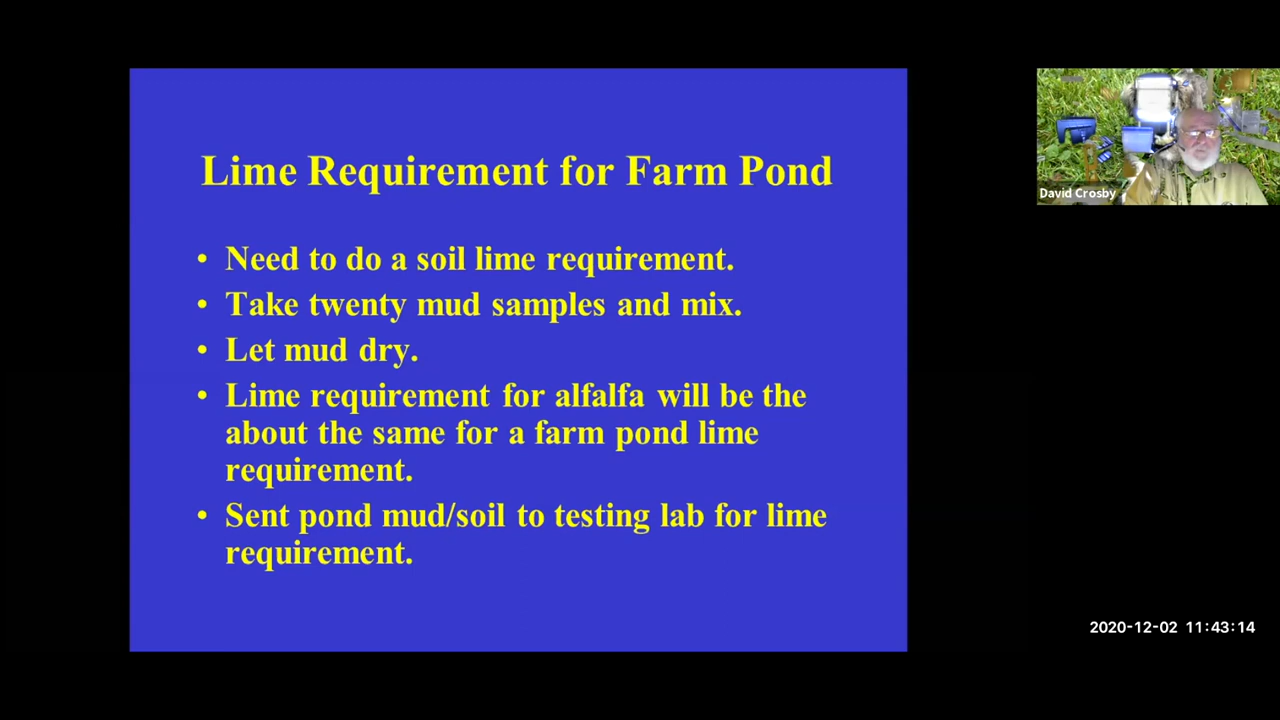 Lime Requirement for Farm Pond
• Need to do a soil lime requirement.
• Take twenty mud samples and mix.
• Let mud dry.
• Lime requirement for alfalfa will be the
about the same for a farm pond lime
requirement.
• Sent pond mud/soil to testing lab for lime
requirement.
David Crosby
2020-12-02 11:43:14